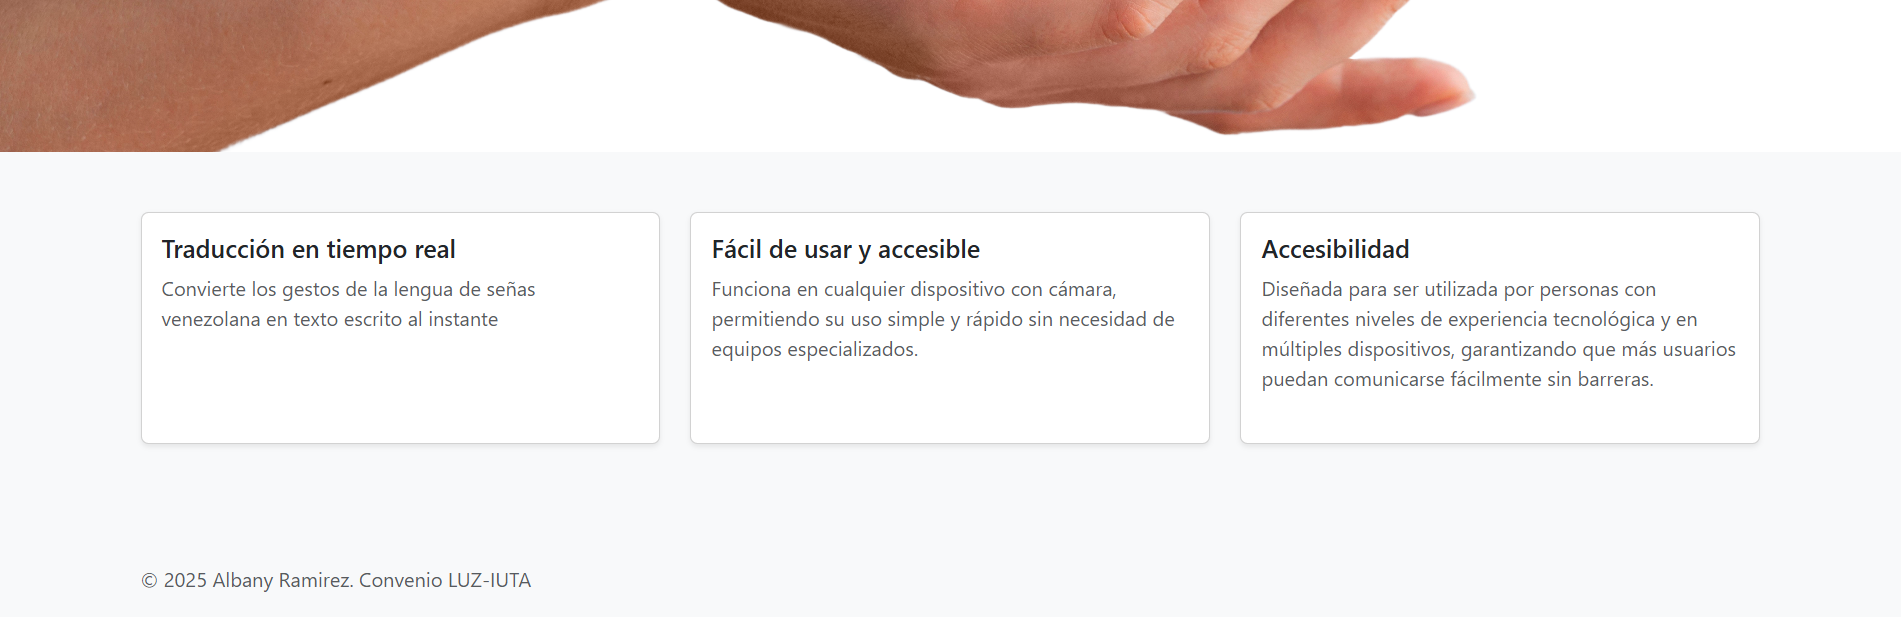 Traducción en tiempo real
Convierte los gestos de la lengua de señas
venezolana en texto escrito al instante
Fácil de usar y accesible
Funciona en cualquier dispositivo con cámara,
permitiendo su uso simple y rápido sin necesidad de
equipos especializados.
Accesibilidad
Diseñada para ser utilizada por personas con
diferentes niveles de experiencia tecnológica y en
múltiples dispositivos, garantizando que más usuarios
puedan comunicarse fácilmente sin barreras.
© 2025 Albany Ramirez. Convenio LUZ-IUTA